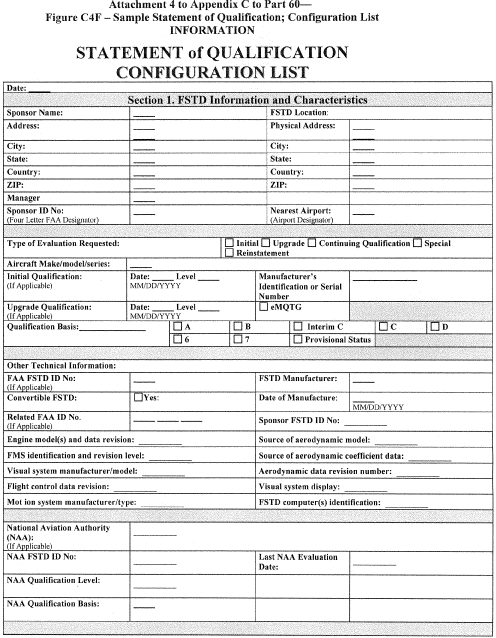 Attachment 4 to Appendix C to Part 60—
Figure C4F – Sample Statement of Qualification; Configuration List
INFORMATION
STATEMENT of QUALIFICATION
CONFIGURATION LIST
Date: ____
Section 1. FSTD Information and Characteristics
Sponsor Name: ____ FSTD Location:
Address: ____ Physical Address: ____
City: ____ City: ____
State: ____ State: ____
Country: ____ Country: ____
ZIP: ____ ZIP: ____
Manager ____
Sponsor ID No: ____ Nearest Airport: ____
(Four Letter FAA Designator) (Airport Designator)
Type of Evaluation Requested: ☐ Initial ☐ Upgrade ☐ Continuing Qualification ☐ Special
☐ Reinstatement
Aircraft Make/model/series: ____
Initial Qualification: Date: ____ Level ____ Manufacturer's
(If Applicable) MM/DD/YYYY Identification or Serial
Number ____
Upgrade Qualification: Date: ____ Level ____ ☐ eMQTG
(If Applicable) MM/DD/YYYY
Qualification Basis: ____ ☐ A ☐ B ☐ Interim C ☐ C ☐ D
☐ 6 ☐ 7 ☐ Provisional Status
Other Technical Information:
FAA FSTD ID No: ____ FSTD Manufacturer: ____
(If Applicable)
Convertible FSTD: ☐Yes: Date of Manufacture: ____
MM/DD/YYYY
Related FAA ID No. ____ ____ ____ Sponsor FSTD ID No: ____
(If Applicable)
Engine model(s) and data revision: ____ Source of aerodynamic model: ____
FMS identification and revision level: ____ Source of aerodynamic coefficient data: ____
Visual system manufacturer/model: ____ Aerodynamic data revision number: ____
Flight control data revision: ____ Visual system display: ____
Mot ion system manufacturer/type: ____ FSTD computer(s) identification: ____
National Aviation Authority
(NAA): ____
(If Applicable)
NAA FSTD ID No: ____ Last NAA Evaluation
Date: ____
NAA Qualification Level: ____
NAA Qualification Basis: ____